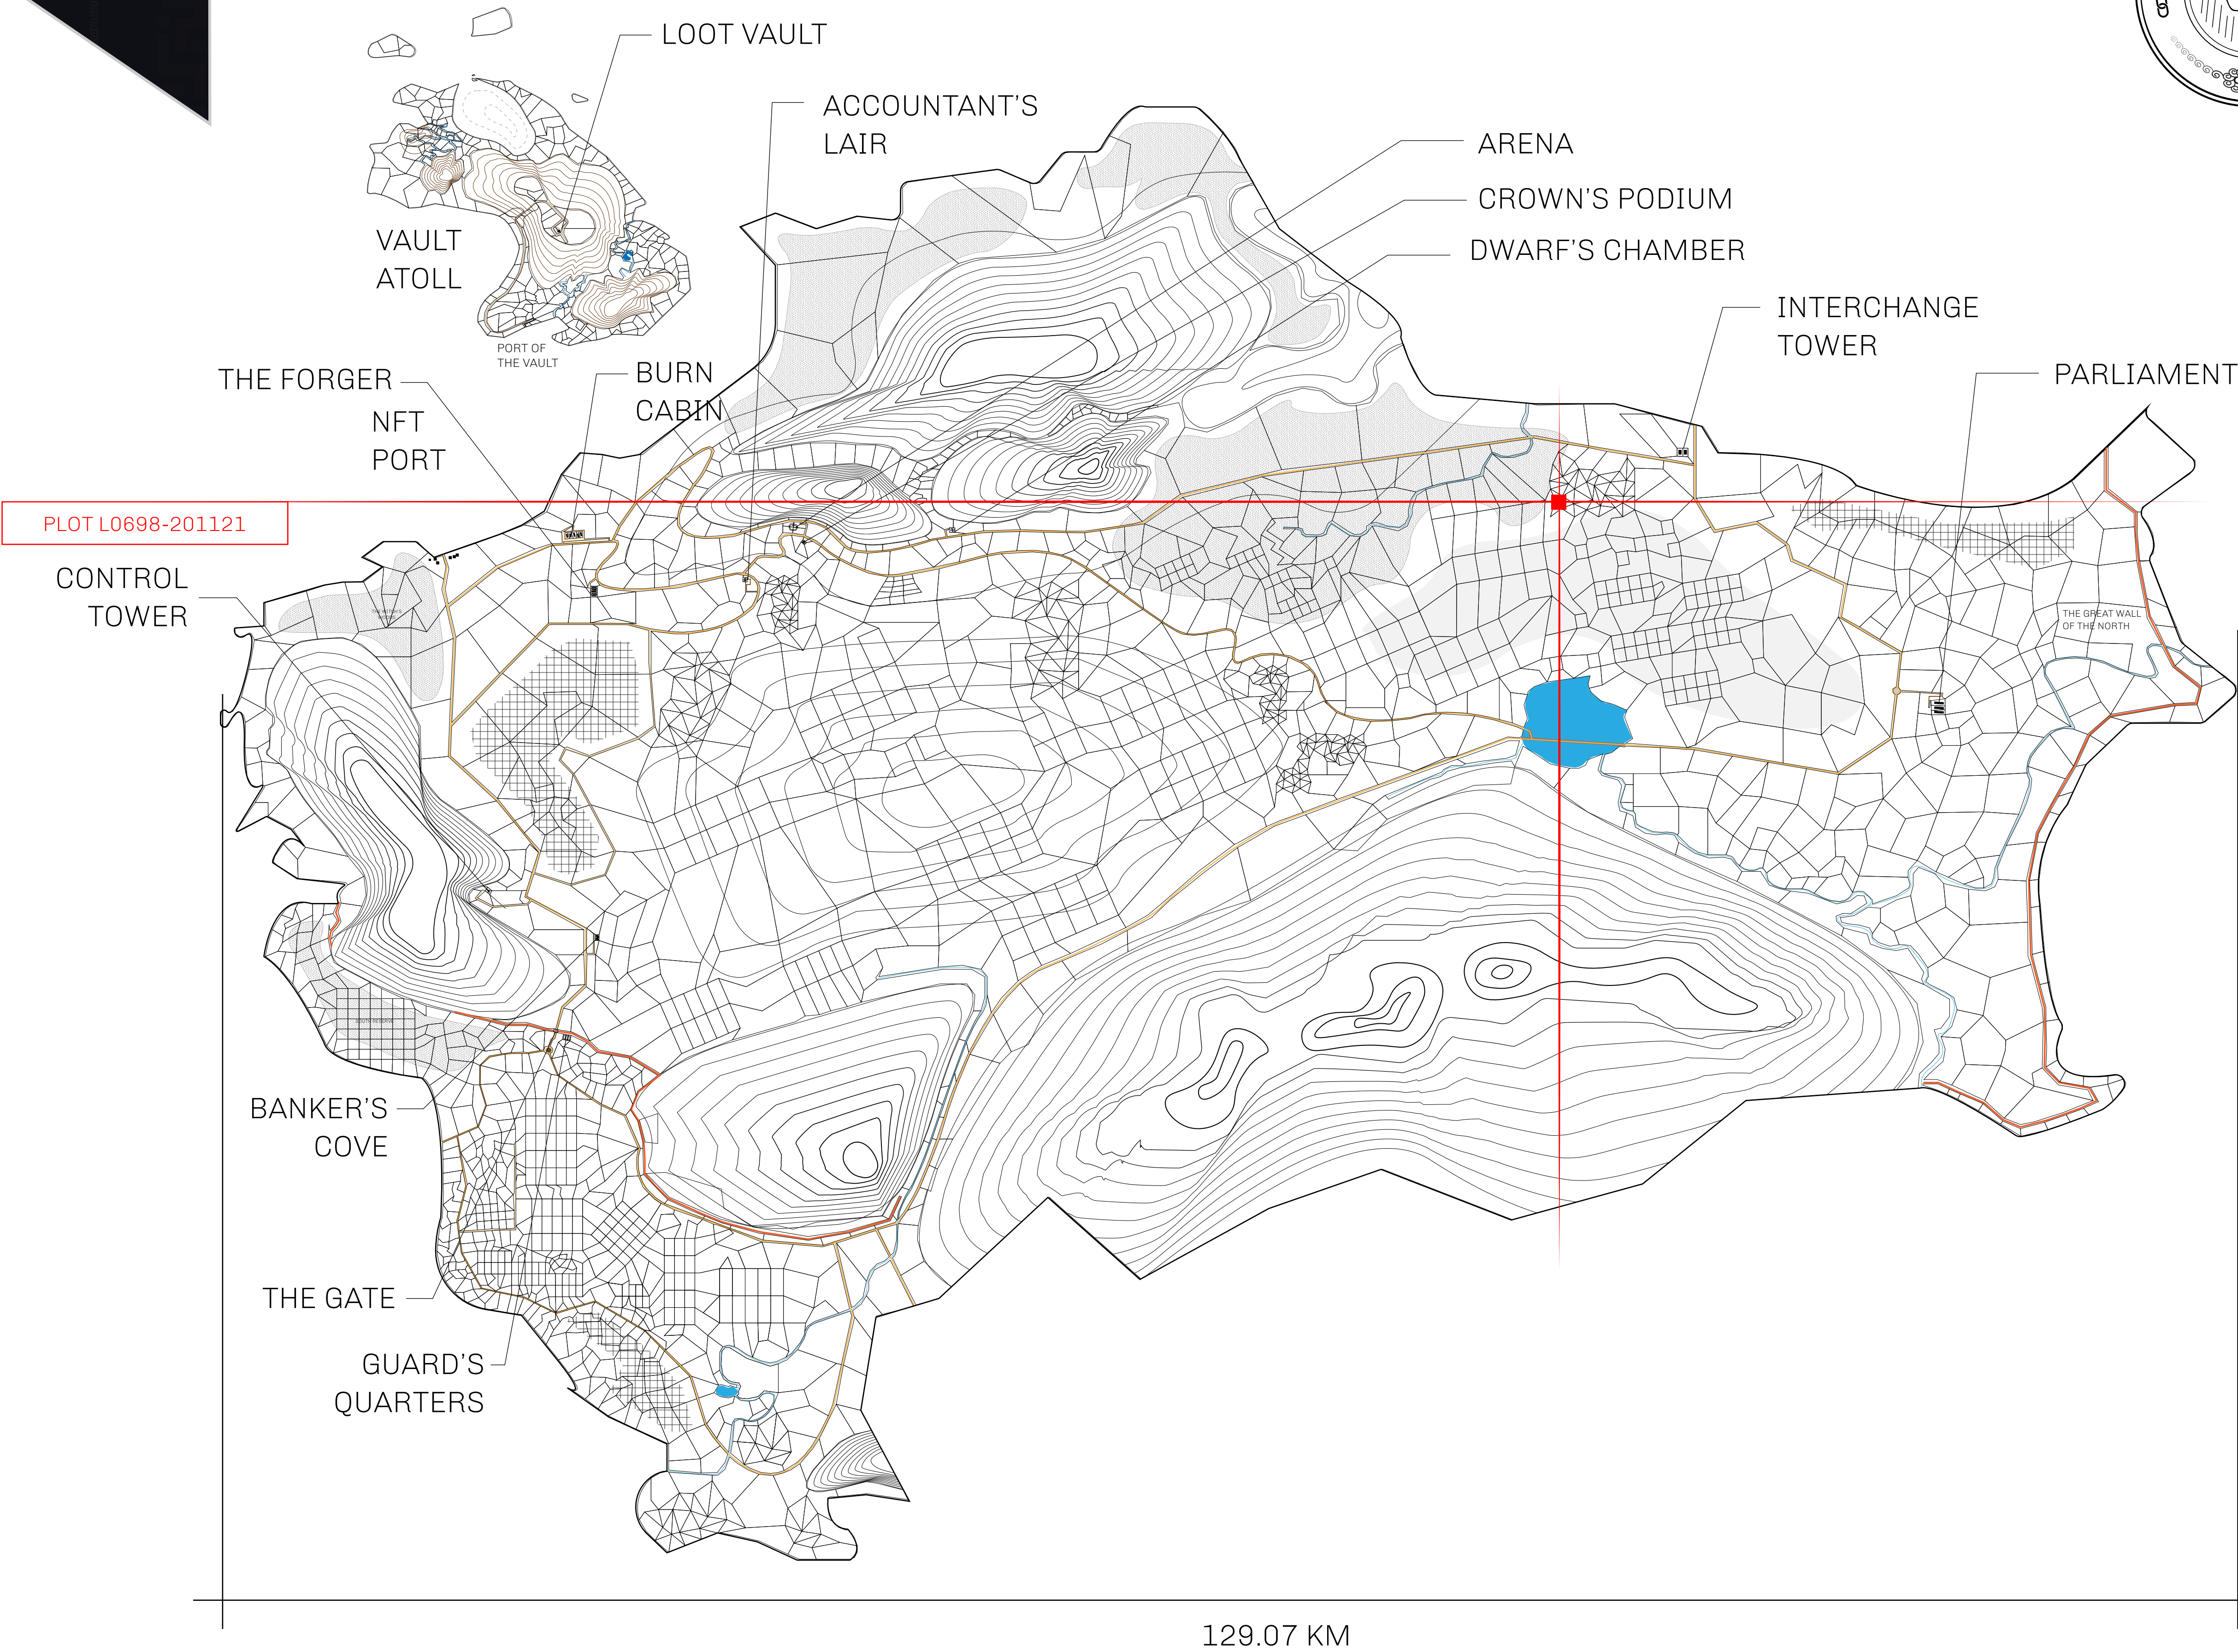 LOOT VAULT
ACCOUNTANT'S
LAIR
ARENA
CROWN'S PODIUM
DWARF'S CHAMBER
VAULT
ATOLL
INTERCHANGE
TOWER
PORT OF
THE VAULT
THE FORGER
BURN
CABIN
PARLIAMENT
NFT
PORT
PLOT L0698-201121
CONTROL
TOWER
THE GREAT WALL
OF THE NORTH
BANKER'S
COVE
THE GATE
GUARD'S
QUARTERS
129.07 KM